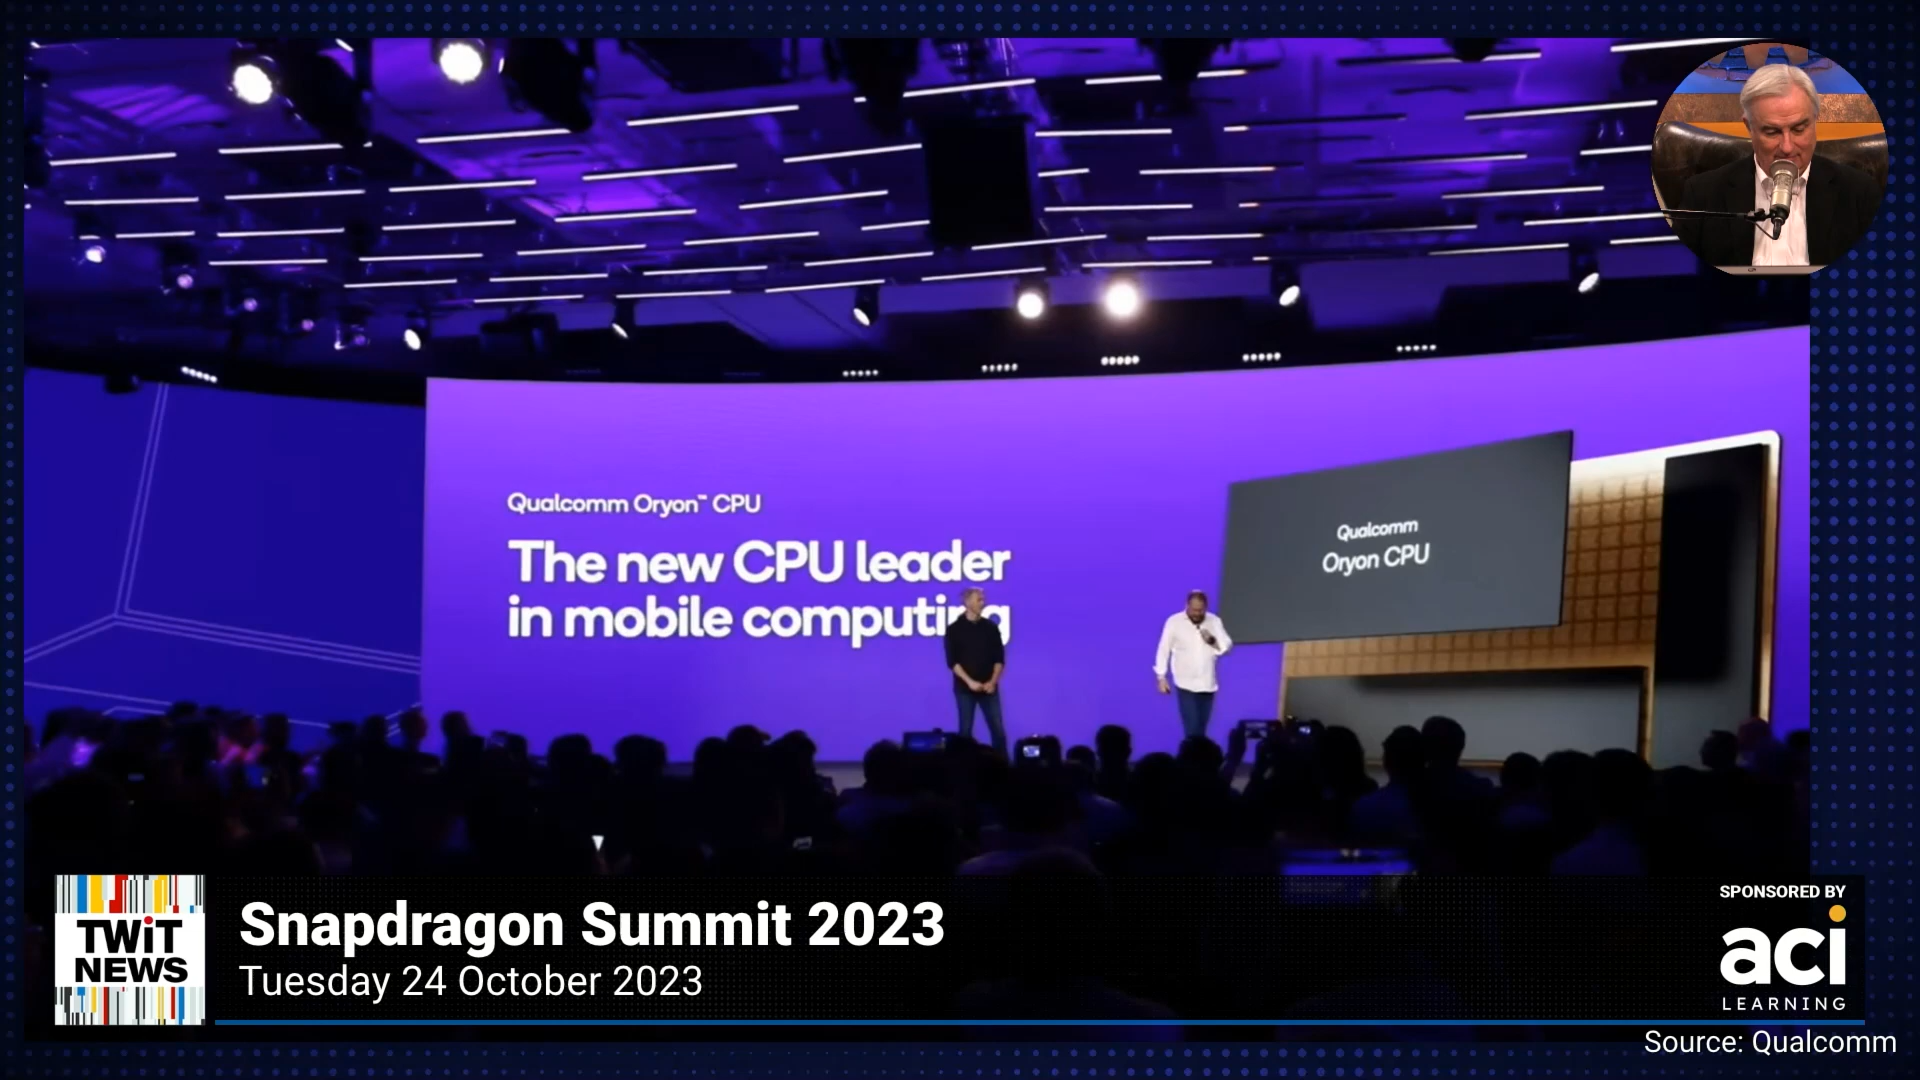 Qualcomm Oryon™ CPU
The new CPU leader
in mobile computing
Qualcomm
Oryon CPU
TWiT
NEWS
Snapdragon Summit 2023
Tuesday 24 October 2023
SPONSORED BY
aci
LEARNING
Source: Qualcomm